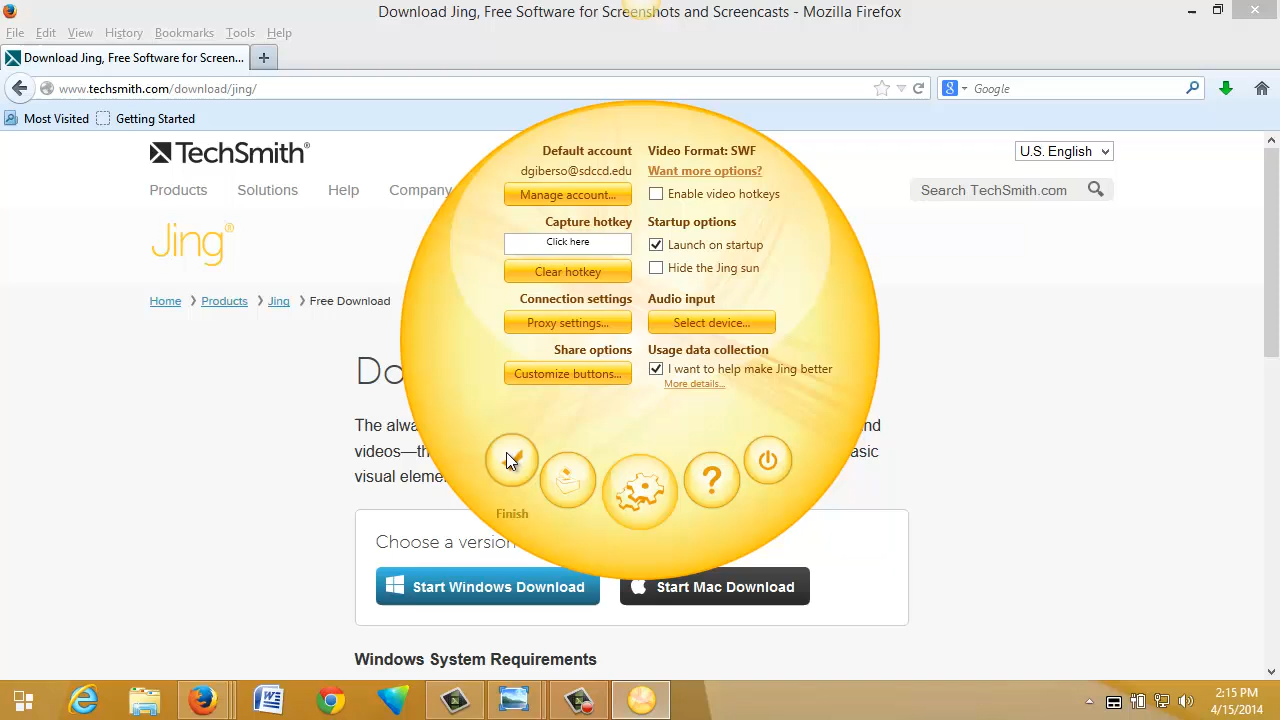 Download Jing, Free Software for Screenshots and Screencasts - Mozilla Firefox
File Edit View History Bookmarks Tools Help
Download Jing, Free Software for Screen...
www.techsmith.com/download/jing/
Google
Most Visited Getting Started
TechSmith®
U.S. English
Products Solutions Help Company
Search TechSmith.com
Jing®
Home > Products > Jing > Free Download
Default account
dgiberso@sdccd.edu
Manage account...
Capture hotkey
Click here
Clear hotkey
Connection settings
Proxy settings...
Share options
Customize buttons...
Video Format: SWF
Want more options?
Enable video hotkeys
Startup options
Launch on startup
Hide the Jing sun
Audio input
Select device...
Usage data collection
I want to help make Jing better
More details...
Finish
Do
The alwa
videos—th
visual eleme
nd
asic
Choose a version
Start Windows Download
Start Mac Download
Windows System Requirements
2:15 PM
4/15/2014